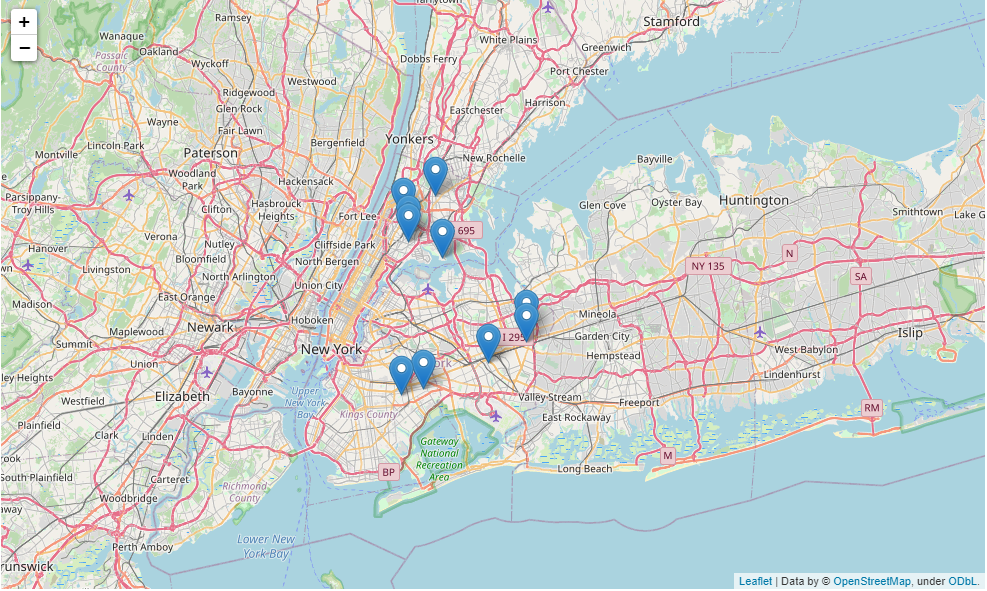 +
−
Ramsey
Tarrytown
Stamford
Wanaque
Oakland
White Plains
Greenwich
Passaic
County
Wyckoff
Dobbs Ferry
Port Chester
Westwood
Ridgewood
Glen Rock
Eastchester
Harrison
Wayne
Fair Lawn
Bergenfield
Yonkers
Lincoln Park
Montville
Paterson
New Rochelle
Bayville
Woodland
Park
Hackensack
Parsippany-
Troy Hills
Clifton
Hasbrouck
Heights
Fort Lee
Glen Cove
Oyster Bay
Huntington
Smithtown
Lake G
Verona
Nutley
Cliffside Park
695
Hanover
Bloomfield
North Bergen
N
Livingston
North Arlington
Union City
NY 135
SA
Madison
East Orange
Hoboken
Mineola
Maplewood
Newark
I 295
Garden City
Islip
Summit
New York
Hempstead
West Babylon
Union
ork
ley Heights
Bayonne
Upper
New York
Bay
Lindenhurst
Westfield
Elizabeth
Valley Stream
Freeport
RM
Kings County
East Rockaway
Plainfield
Clark
Linden
Gateway
National
Recreation
Area
M
rook
BP
Long Beach
South Plainfield
Carteret
Richmond
County
Woodbridge
away
Lower New
York Bay
Perth Amboy
runswick
Leaflet | Data by © OpenStreetMap, under ODbL.